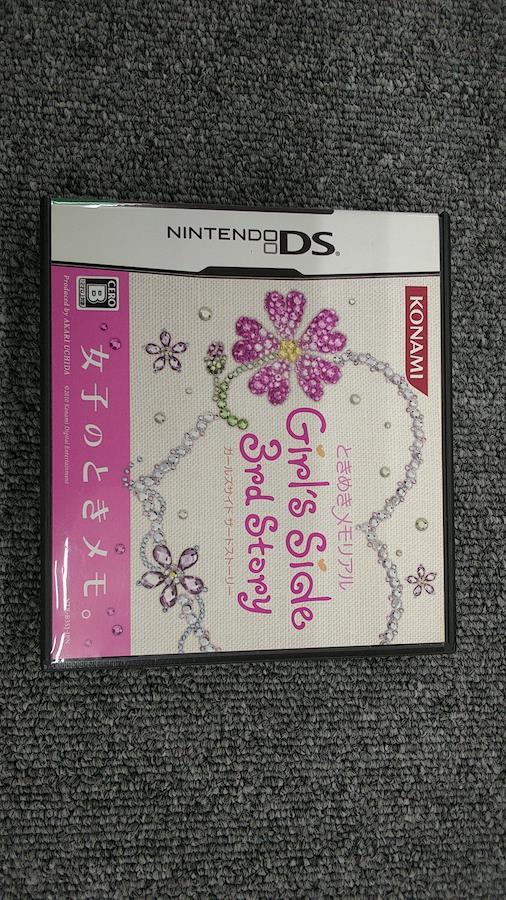 NINTENDO DS®
KONAMI
ときめきメモリアル
Girl's Side
3rd Story
ガールズサイド サードストーリー
CERO
B
Produced by AKARI UCHIDA
©2010 Konami Digital Entertainment
女子のときメモ。